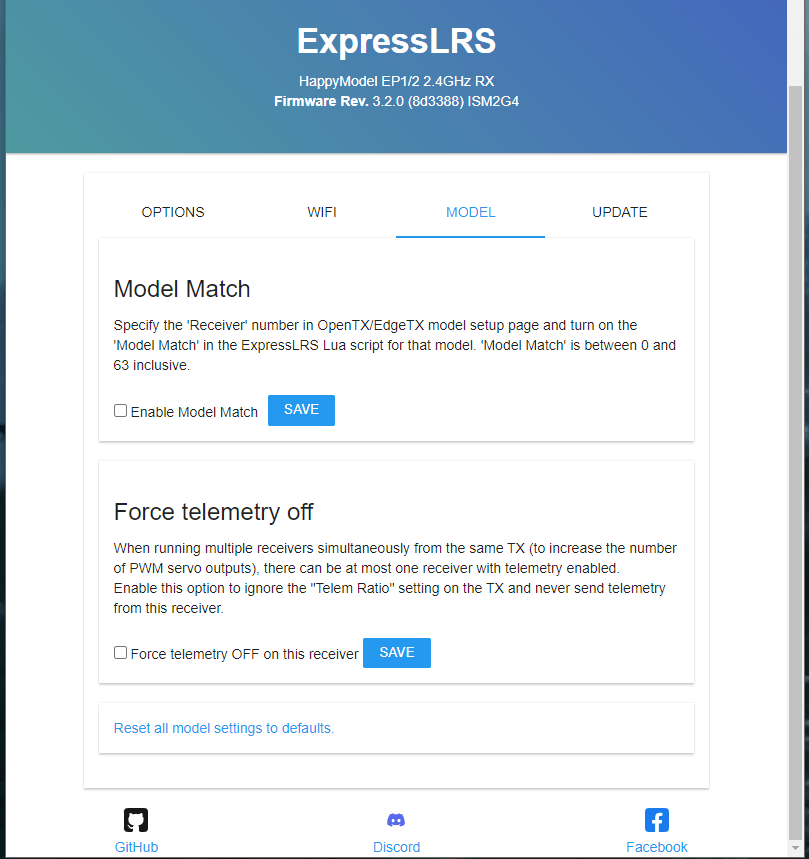 ExpressLRS
HappyModel EP1/2 2.4GHz RX
Firmware Rev. 3.2.0 (8d3388) ISM2G4
OPTIONS WIFI MODEL UPDATE
Model Match
Specify the 'Receiver' number in OpenTX/EdgeTX model setup page and turn on the
'Model Match' in the ExpressLRS Lua script for that model. 'Model Match' is between 0 and
63 inclusive.
Enable Model Match SAVE
Force telemetry off
When running multiple receivers simultaneously from the same TX (to increase the number
of PWM servo outputs), there can be at most one receiver with telemetry enabled.
Enable this option to ignore the "Telem Ratio" setting on the TX and never send telemetry
from this receiver.
Force telemetry OFF on this receiver SAVE
Reset all model settings to defaults.
GitHub Discord Facebook